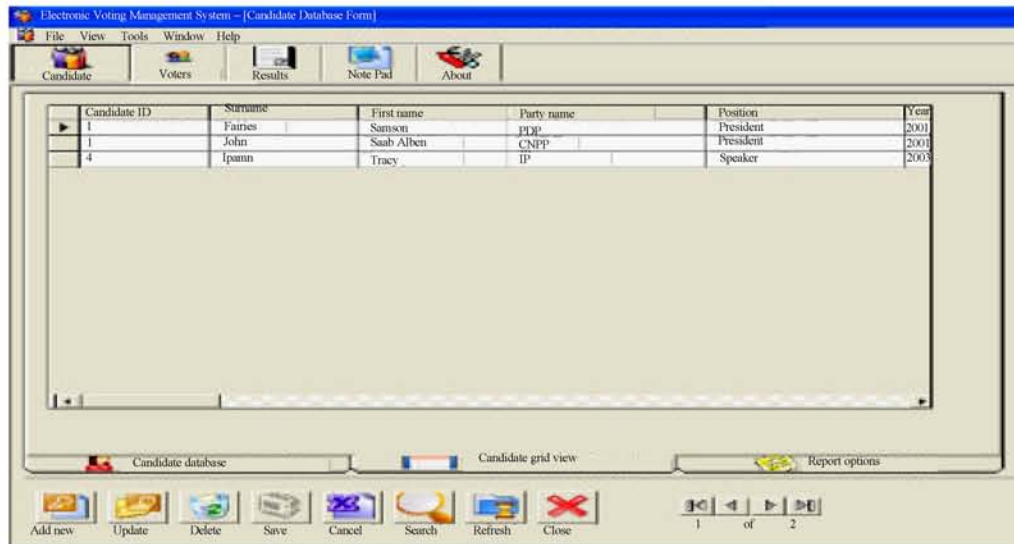 Electronic Voting Management System – [Candidate Database Form]
File View Tools Window Help
Candidate Voters Results Note Pad About
Candidate ID Surname First name Party name Position Year
1 Fairies Samson PDP President 2001
1 John Saab Alben CNPP President 2001
4 Ipamn Tracy IP Speaker 2003
Candidate database Candidate grid view Report options
Add new Update Delete Save Cancel Search Refresh Close
1 of 2